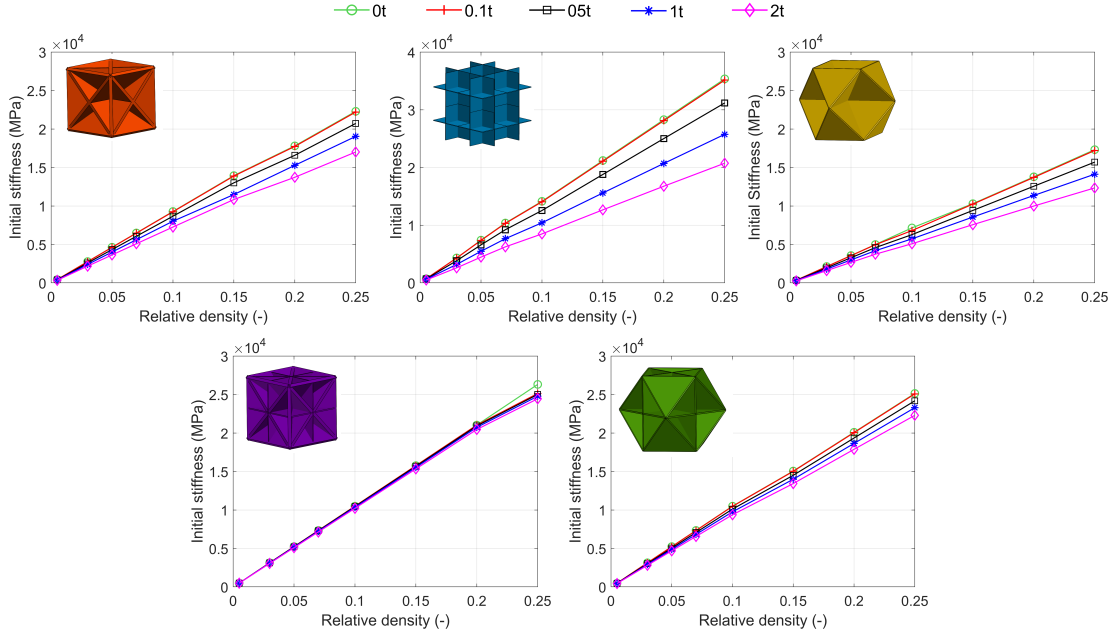 0t 0.1t 05t 1t 2t
×10⁴
3
2.5
2
1.5
1
0.5
0
Initial stiffness (MPa)
0 0.05 0.1 0.15 0.2 0.25
Relative density (-)
×10⁴
4
3
2
1
0
Initial stiffness (MPa)
0 0.05 0.1 0.15 0.2 0.25
Relative density (-)
×10⁴
3
2.5
2
1.5
1
0.5
0
Initial Stiffness (MPa)
0 0.05 0.1 0.15 0.2 0.25
Relative density (-)
×10⁴
3
2.5
2
1.5
1
0.5
0
Initial stiffness (MPa)
0 0.05 0.1 0.15 0.2 0.25
Relative density (-)
×10⁴
3
2.5
2
1.5
1
0.5
0
Initial stiffness (MPa)
0 0.05 0.1 0.15 0.2 0.25
Relative density (-)